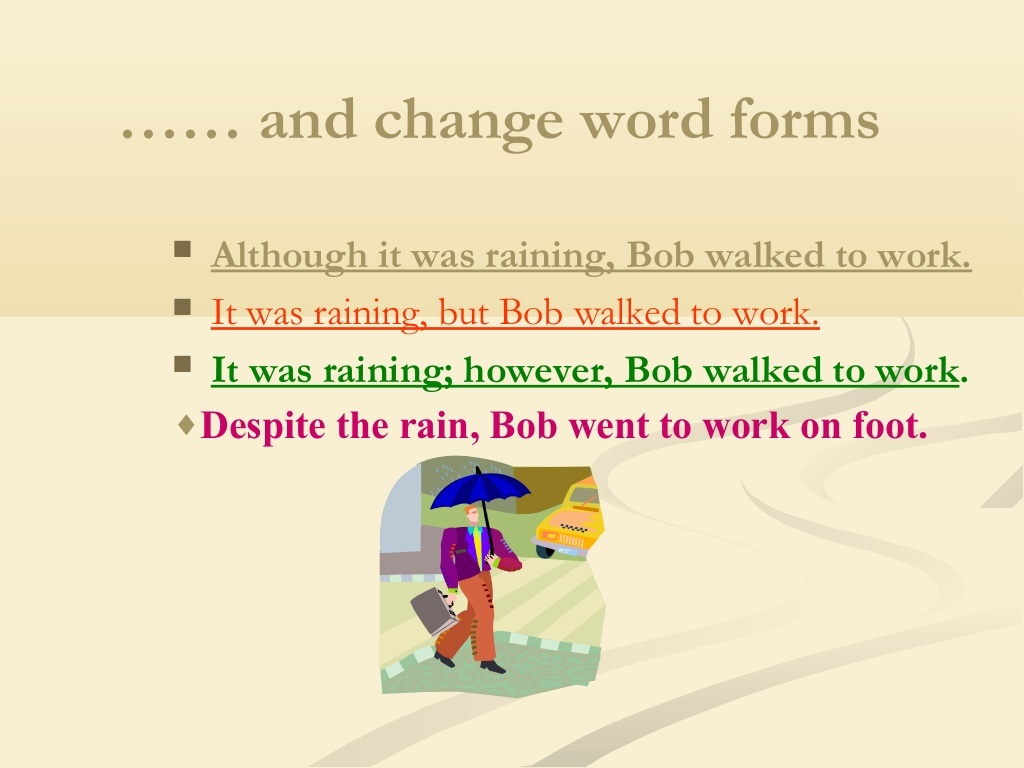 …… and change word forms
Although it was raining, Bob walked to work.
It was raining, but Bob walked to work.
It was raining; however, Bob walked to work.
Despite the rain, Bob went to work on foot.